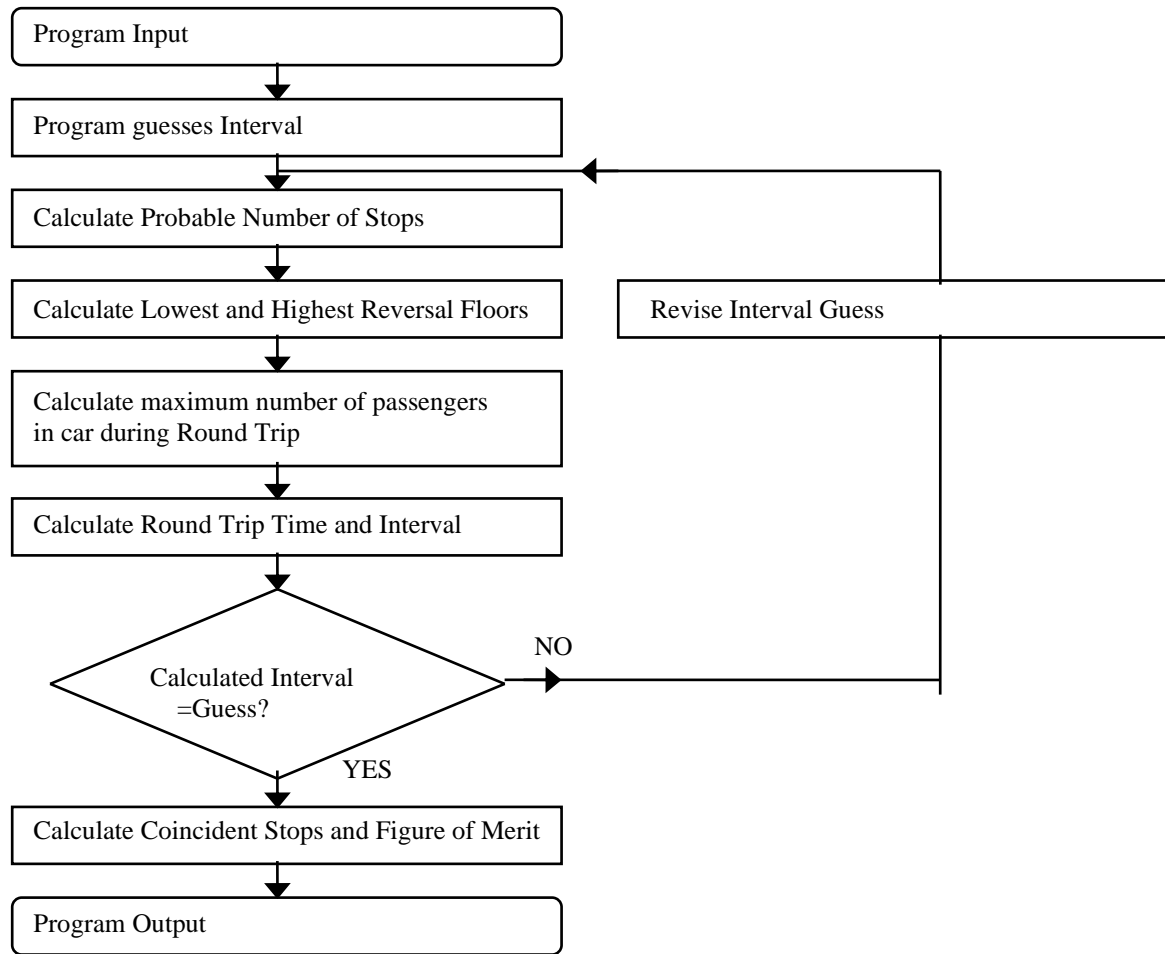 Program Input
Program guesses Interval
Calculate Probable Number of Stops
Calculate Lowest and Highest Reversal Floors
Revise Interval Guess
Calculate maximum number of passengers
in car during Round Trip
Calculate Round Trip Time and Interval
NO
Calculated Interval
=Guess?
YES
Calculate Coincident Stops and Figure of Merit
Program Output